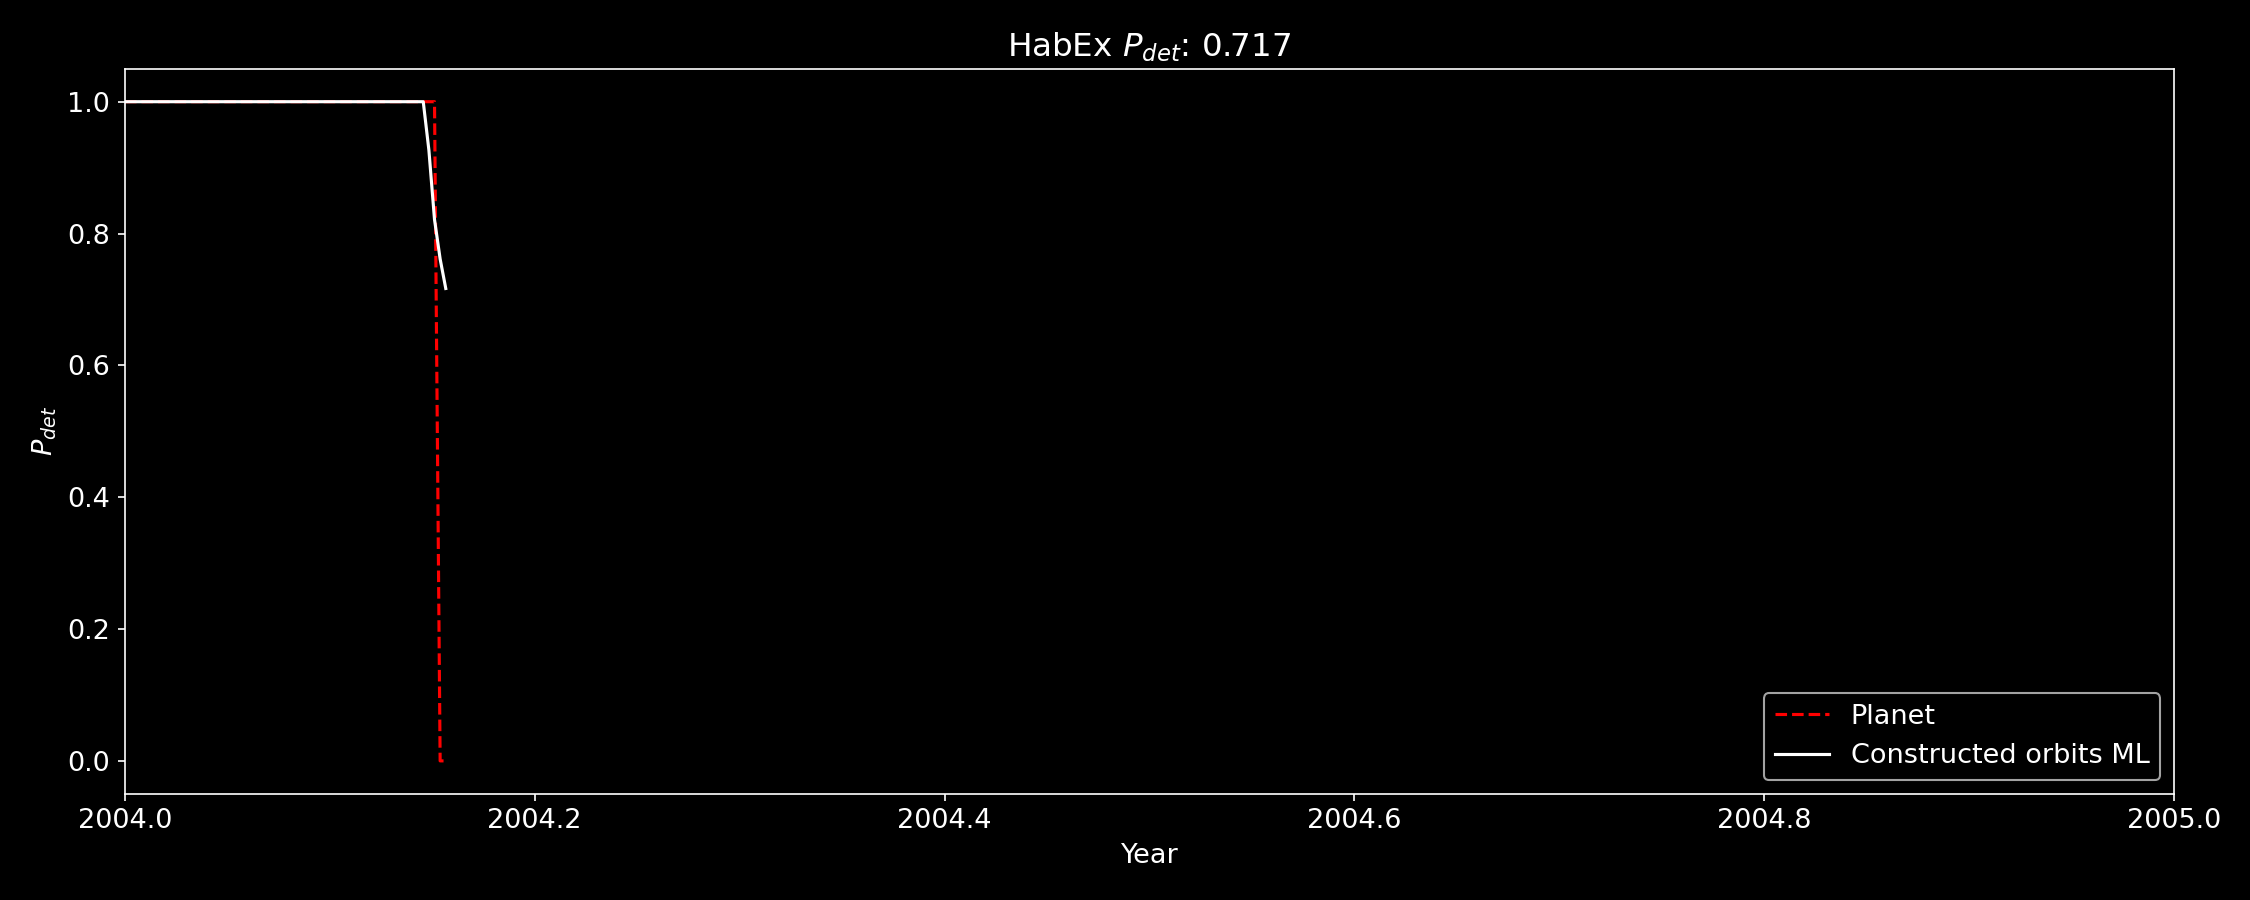 HabEx P_det: 0.717
1.0
0.8
0.6
0.4
0.2
0.0
P_det
2004.0 2004.2 2004.4 2004.6 2004.8 2005.0
Year
Planet
Constructed orbits ML